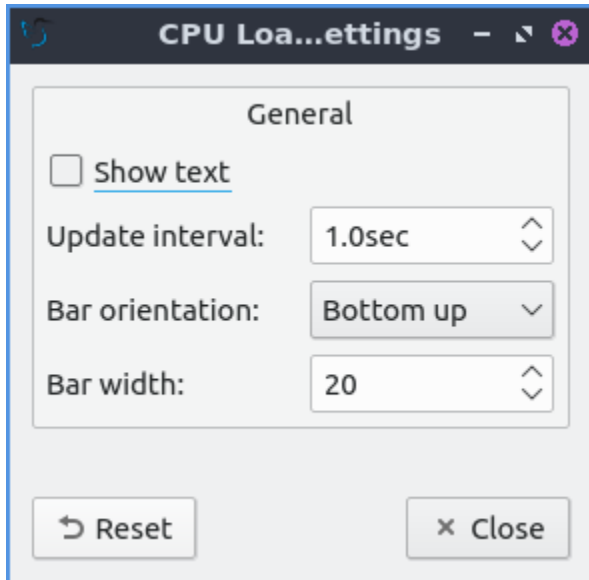 CPU Loa...ettings
General
Show text
Update interval: 1.0sec
Bar orientation: Bottom up
Bar width: 20
Reset Close